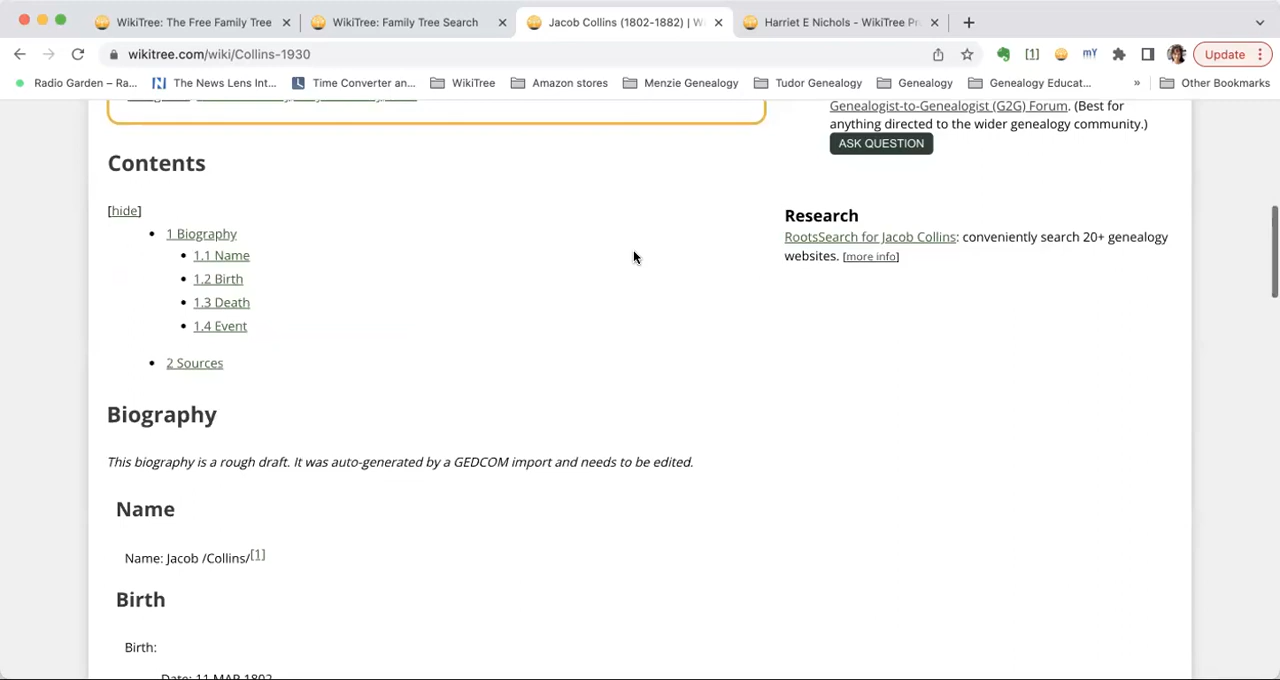 WikiTree: The Free Family Tree
WikiTree: Family Tree Search
Jacob Collins (1802-1882) | W
Harriet E Nichols - WikiTree Pr
wikitree.com/wiki/Collins-1930
[1]
mY
Update
Radio Garden – Ra...
The News Lens Int...
Time Converter an...
WikiTree
Amazon stores
Menzie Genealogy
Tudor Genealogy
Genealogy
Genealogy Educat...
»
Other Bookmarks
Genealogist-to-Genealogist (G2G) Forum. (Best for
anything directed to the wider genealogy community.)
ASK QUESTION
Contents
[hide]
1 Biography
1.1 Name
1.2 Birth
1.3 Death
1.4 Event
2 Sources
Research
RootsSearch for Jacob Collins: conveniently search 20+ genealogy
websites. [more info]
Biography
This biography is a rough draft. It was auto-generated by a GEDCOM import and needs to be edited.
Name
Name: Jacob /Collins/[1]
Birth
Birth:
Date: 11 MAR 1802